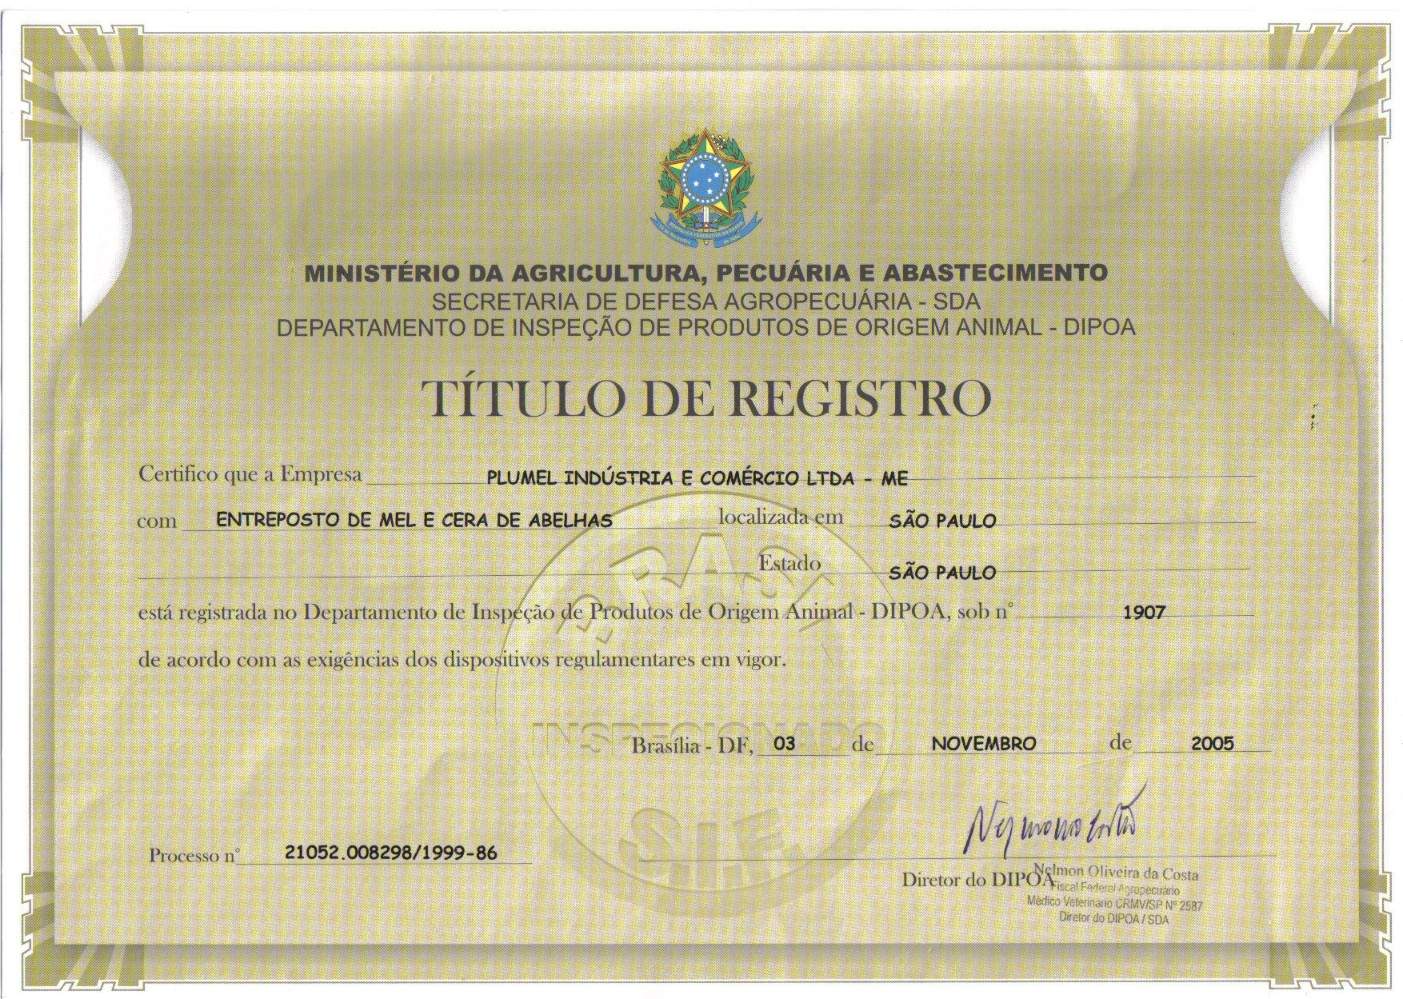 MINISTÉRIO DA AGRICULTURA, PECUÁRIA E ABASTECIMENTO
SECRETARIA DE DEFESA AGROPECUÁRIA - SDA
DEPARTAMENTO DE INSPEÇÃO DE PRODUTOS DE ORIGEM ANIMAL - DIPOA
TÍTULO DE REGISTRO
Certifico que a Empresa PLUMEL INDÚSTRIA E COMÉRCIO LTDA - ME
com ENTREPOSTO DE MEL E CERA DE ABELHAS localizada em SÃO PAULO
Estado SÃO PAULO
está registrada no Departamento de Inspeção de Produtos de Origem Animal - DIPOA, sob n° 1907
de acordo com as exigências dos dispositivos regulamentares em vigor.
BRASIL
INSPECIONADO
S.I.F.
Brasília - DF, 03 de NOVEMBRO de 2005
Processo n° 21052.008298/1999-86
Diretor do DIPOA
Nelmon Oliveira da Costa
Fiscal Federal Agropecuário
Médico Veterinário CRMV/SP Nº 2587
Diretor do DIPOA / SDA